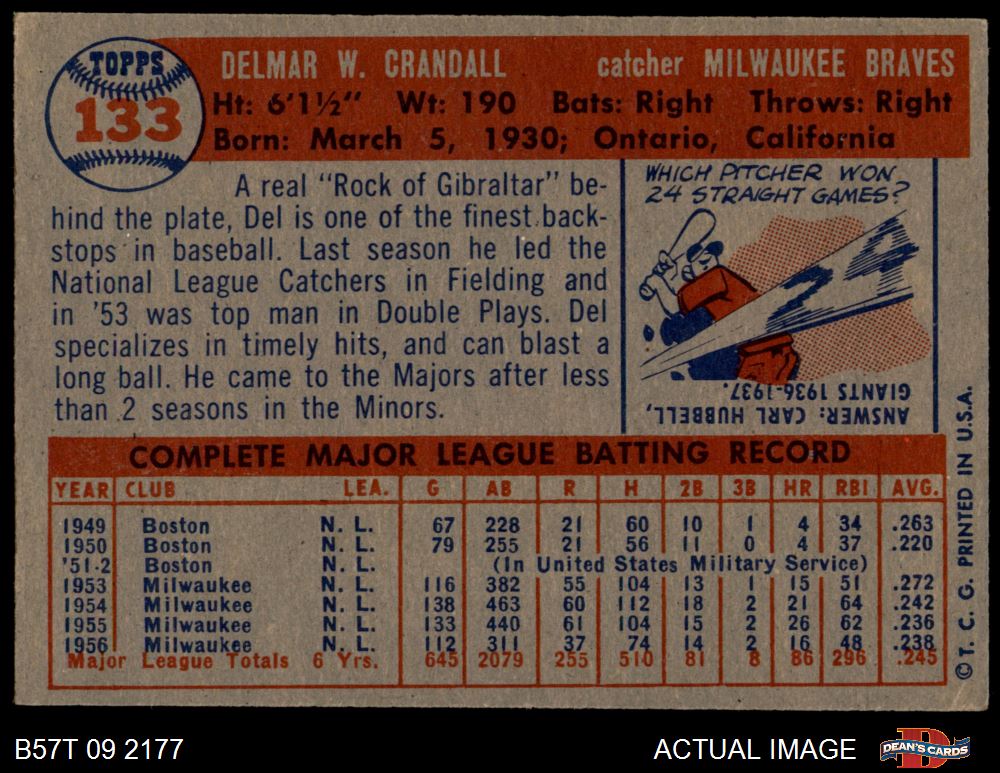 TOPPS
133
DELMAR W. CRANDALL catcher MILWAUKEE BRAVES
Ht: 6'1½" Wt: 190 Bats: Right Throws: Right
Born: March 5, 1930; Ontario, California
A real "Rock of Gibraltar" be-
hind the plate, Del is one of the finest back-
stops in baseball. Last season he led the
National League Catchers in Fielding and
in '53 was top man in Double Plays. Del
specializes in timely hits, and can blast a
long ball. He came to the Majors after less
than 2 seasons in the Minors.
WHICH PITCHER WON
24 STRAIGHT GAMES?
24
ANSWER: CARL HUBBELL,
GIANTS 1936-1937.
COMPLETE MAJOR LEAGUE BATTING RECORD
YEAR CLUB LEA. G AB R H 2B 3B HR RBI AVG.
1949 Boston N. L. 67 228 21 60 10 1 4 34 .263
1950 Boston N. L. 79 255 21 56 11 0 4 37 .220
'51-2 Boston N. L. (In United States Military Service)
1953 Milwaukee N. L. 116 382 55 104 13 1 15 51 .272
1954 Milwaukee N. L. 138 463 60 112 18 2 21 64 .242
1955 Milwaukee N. L. 133 440 61 104 15 2 26 62 .236
1956 Milwaukee N. L. 112 311 37 74 14 2 16 48 .238
Major League Totals 6 Yrs. 645 2079 255 510 81 8 86 296 .245
© T. C. G. PRINTED IN U.S.A.
B57T 09 2177
ACTUAL IMAGE
DEAN'S CARDS